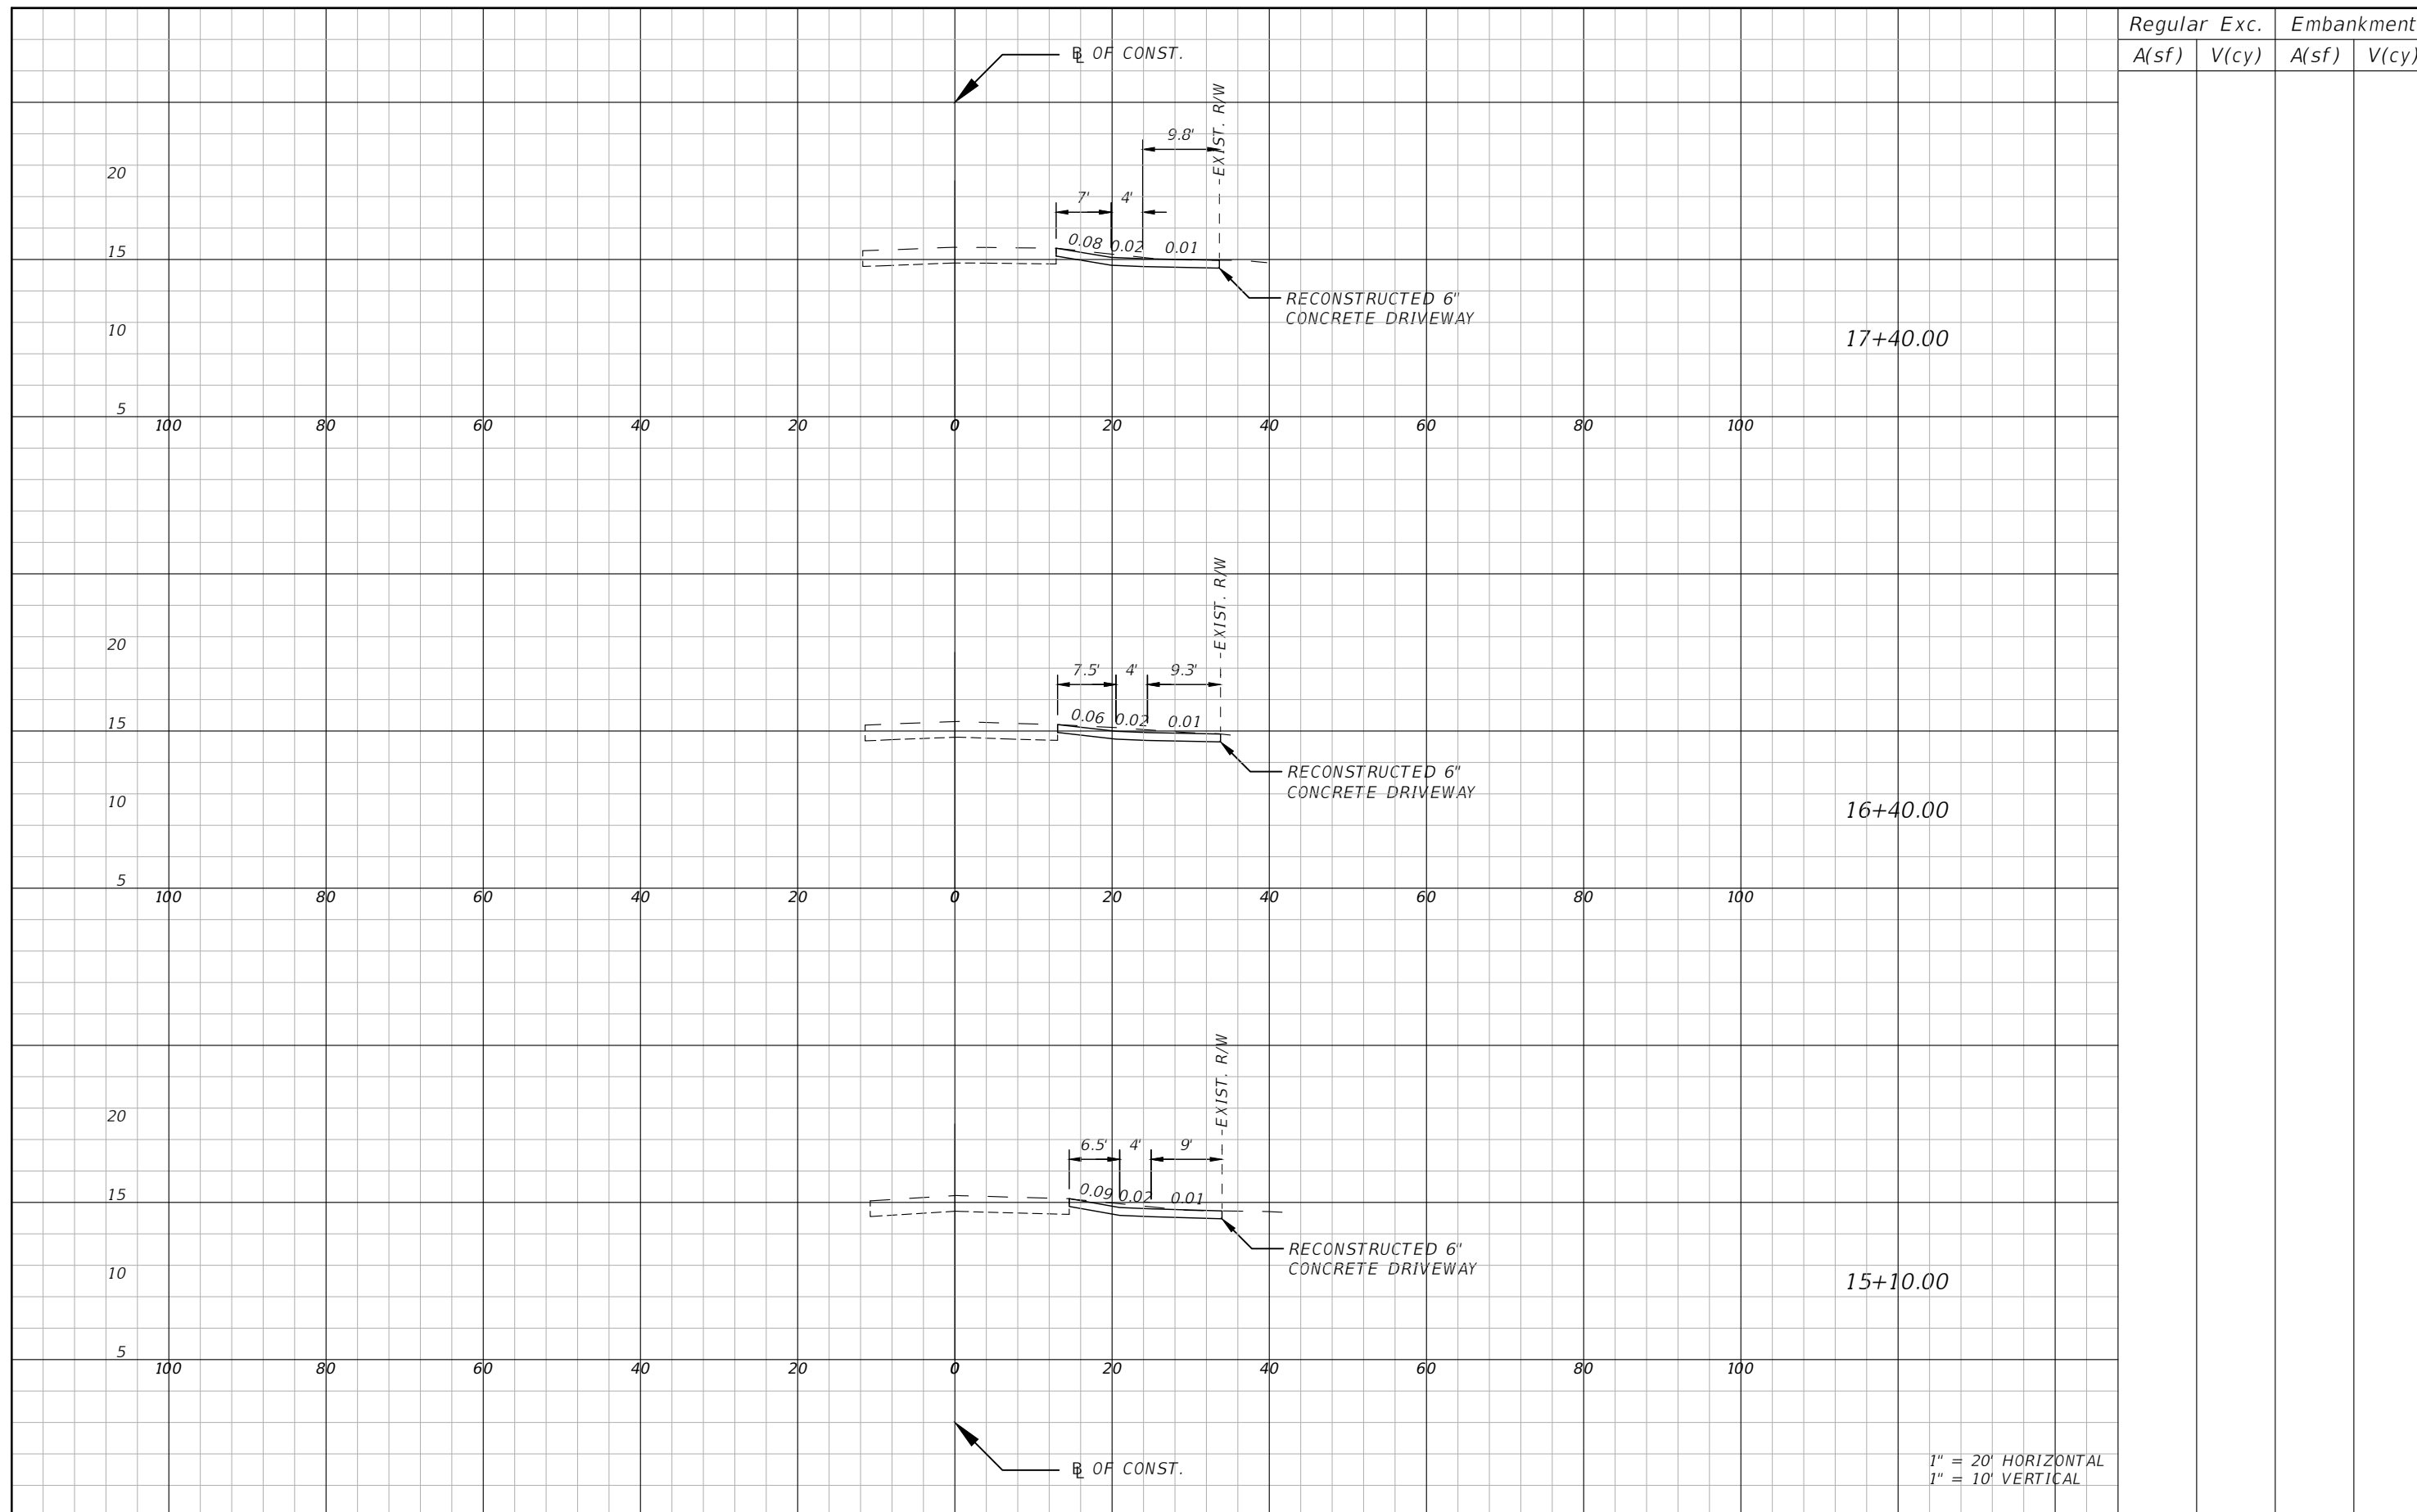 Regular Exc. Embankment
A(sf) V(cy) A(sf) V(cy)
℄ OF CONST.
EXIST. R/W
9.8'
20
7' 4'
15
0.08 0.02 0.01
RECONSTRUCTED 6"
CONCRETE DRIVEWAY
10
17+40.00
5
100 80 60 40 20 0 20 40 60 80 100
EXIST. R/W
20
7.5' 4' 9.3'
15
0.06 0.02 0.01
RECONSTRUCTED 6"
CONCRETE DRIVEWAY
10
16+40.00
5
100 80 60 40 20 0 20 40 60 80 100
EXIST. R/W
20
6.5' 4' 9'
15
0.09 0.02 0.01
RECONSTRUCTED 6"
CONCRETE DRIVEWAY
10
15+10.00
5
100 80 60 40 20 0 20 40 60 80 100
℄ OF CONST.
1" = 20' HORIZONTAL
1" = 10' VERTICAL